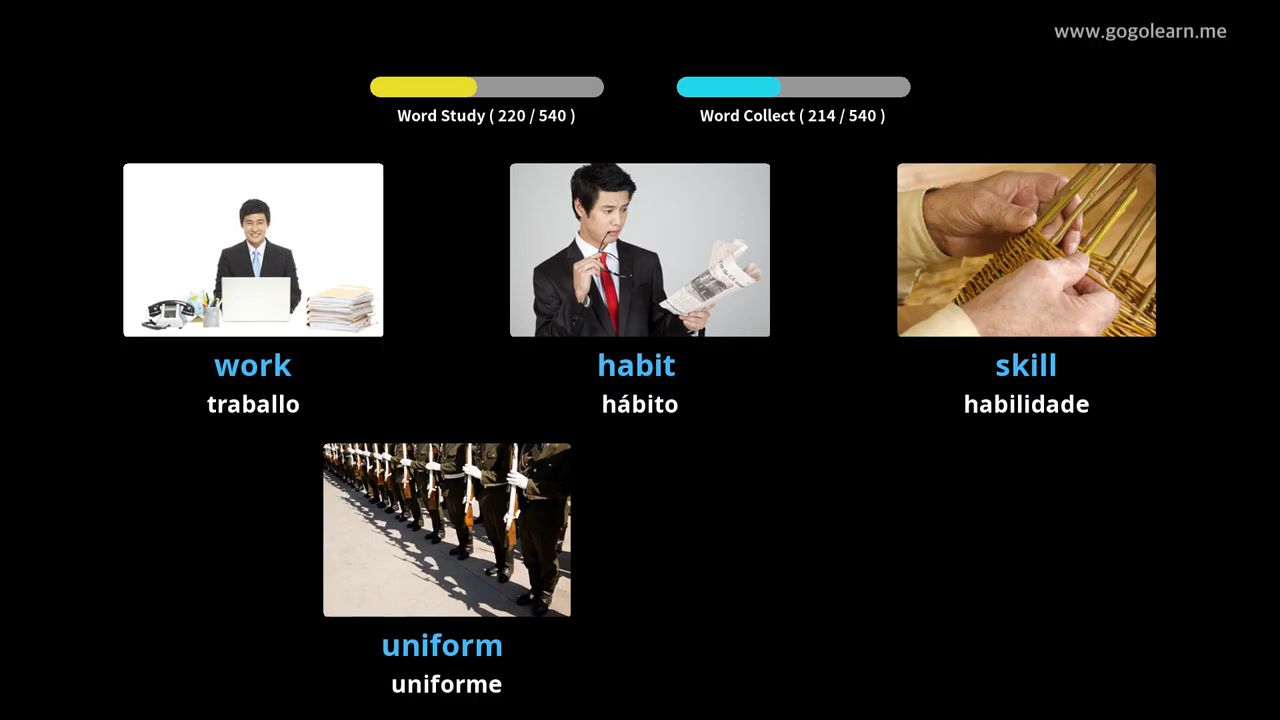 www.gogolearn.me
Word Study ( 220 / 540 )
Word Collect ( 214 / 540 )
work
habit
skill
traballo
hábito
habilidade
uniform
uniforme